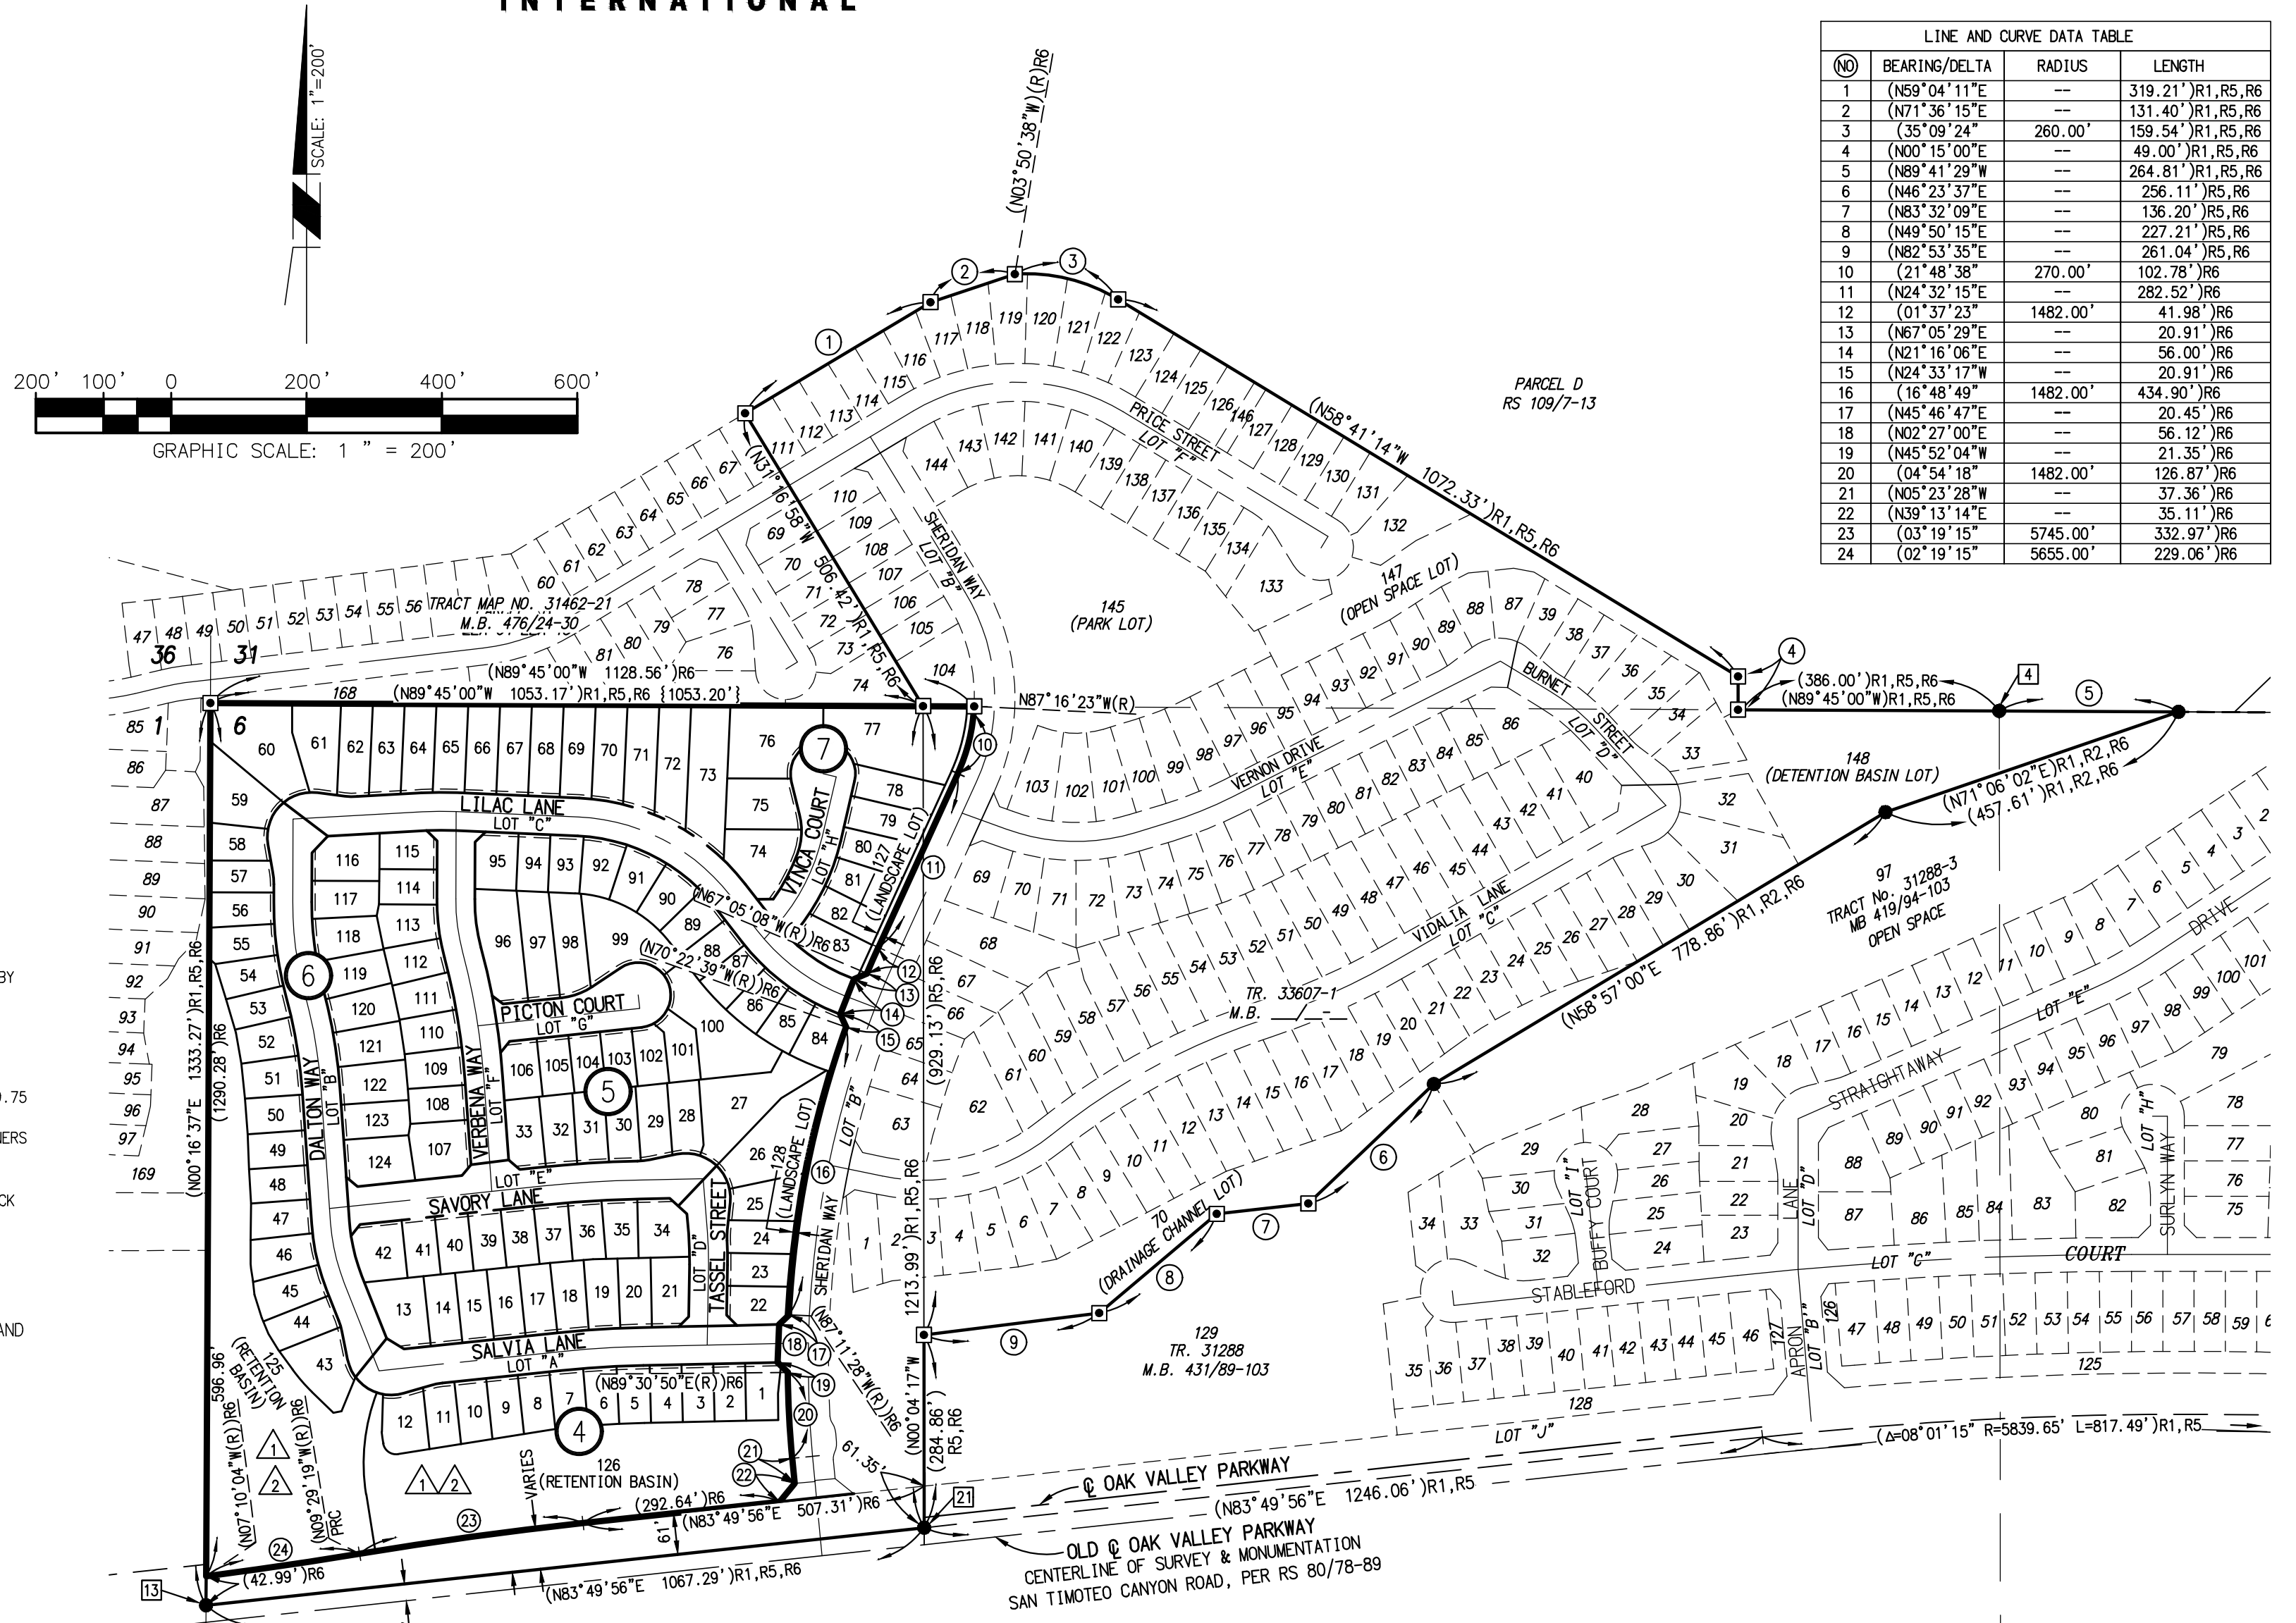 INTERNATIONAL
SCALE: 1"=200'
200' 100' 0 200' 400' 600'
GRAPHIC SCALE: 1 " = 200'
LINE AND CURVE DATA TABLE
NO BEARING/DELTA RADIUS LENGTH
1 (N59°04'11"E -- 319.21')R1,R5,R6
2 (N71°36'15"E -- 131.40')R1,R5,R6
3 (35°09'24" 260.00' 159.54')R1,R5,R6
4 (N00°15'00"E -- 49.00')R1,R5,R6
5 (N89°41'29"W -- 264.81')R1,R5,R6
6 (N46°23'37"E -- 256.11')R5,R6
7 (N83°32'09"E -- 136.20')R5,R6
8 (N49°50'15"E -- 227.21')R5,R6
9 (N82°53'35"E -- 261.04')R5,R6
10 (21°48'38" 270.00' 102.78')R6
11 (N24°32'15"E -- 282.52')R6
12 (01°37'23" 1482.00' 41.98')R6
13 (N67°05'29"E -- 20.91')R6
14 (N21°16'06"E -- 56.00')R6
15 (N24°33'17"W -- 20.91')R6
16 (16°48'49" 1482.00' 434.90')R6
17 (N45°46'47"E -- 20.45')R6
18 (N02°27'00"E -- 56.12')R6
19 (N45°52'04"W -- 21.35')R6
20 (04°54'18" 1482.00' 126.87')R6
21 (N05°23'28"W -- 37.36')R6
22 (N39°13'14"E -- 35.11')R6
23 (03°19'15" 5745.00' 332.97')R6
24 (02°19'15" 5655.00' 229.06')R6
(N03°50'38"W)(R)R6
PARCEL D
RS 109/7-13
(N58°41'14"W 1072.33')R1,R5,R6
(N31°16'58"W 506.42')R1,R5,R6
PRICE STREET
LOT "F"
SHERIDAN WAY
LOT "B"
145
(PARK LOT)
147
(OPEN SPACE LOT)
TRACT MAP NO. 31462-21
M.B. 476/24-30
36 31
1 6
(N89°45'00"W 1128.56')R6
168
(N89°45'00"W 1053.17')R1,R5,R6 {1053.20'}
N87°16'23"W(R)
(386.00')R1,R5,R6
(N89°45'00"W)R1,R5,R6
4
148
(DETENTION BASIN LOT)
(N71°06'02"E)R1,R2,R6
(457.61')R1,R2,R6
97
TRACT No. 31288-3
MB 419/94-103
OPEN SPACE
BURNET STREET
LOT "D"
VERNON DRIVE
LOT "E"
VIDALIA LANE
LOT "C"
TR. 33607-1
M.B. __/_-_
(N58°57'00"E 778.86')R1,R2,R6
LILAC LANE
LOT "C"
VINCA COURT
LOT "H"
127
(LANDSCAPE LOT)
(N67°05'08"W(R))R6
(N70°22'39"W(R))R6
PICTON COURT
LOT "G"
DALTON WAY
LOT "B"
VERBENA WAY
LOT "F"
LOT "E"
SAVORY LANE
TASSEL STREET
LOT "D"
128
(LANDSCAPE LOT)
SHERIDAN WAY
LOT "B"
SALVIA LANE
LOT "A"
(N89°30'50"E(R))R6
(N87°11'28"W(R))R6
(N00°16'37"E 1333.27')R1,R5,R6
(1290.28')R6
596.96'
(929.13')R5,R6
(N00°04'17"W 1213.99')R1,R5,R6
(284.86')
R5,R6
125
(RETENTION
BASIN)
126
(RETENTION BASIN)
VARIES
(N07°10'04"W(R))R6
(N09°29'19"W(R))R6
PRC
(292.64')R6
(N83°49'56"E 507.31')R6
61'
61.35'
(42.99')R6
13
21
(N83°49'56"E 1067.29')R1,R5,R6
70
(DRAINAGE CHANNEL LOT)
129
TR. 31288
M.B. 431/89-103
STRAIGHTAWAY
DRIVE
LOT "E"
LOT "I"
BUFFY COURT
LANE
LOT "D"
LOT "H"
SURLYN WAY
LOT "C"
COURT
STABLEFORD
APRON
LOT "B'"
LOT "J"
℄ OAK VALLEY PARKWAY
(N83°49'56"E 1246.06')R1,R5
(Δ=08°01'15" R=5839.65' L=817.49')R1,R5
OLD ℄ OAK VALLEY PARKWAY
CENTERLINE OF SURVEY & MONUMENTATION
SAN TIMOTEO CANYON ROAD, PER RS 80/78-89
BY
.75
NERS
CK
AND